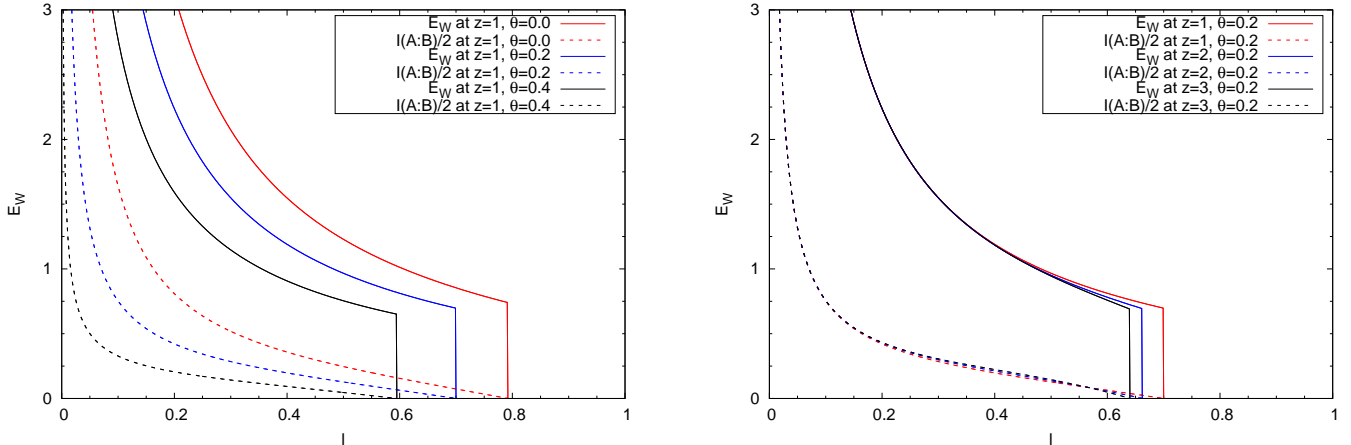 3
2
1
0
E_W
0
0.2
0.4
0.6
0.8
1
l
E_W at z=1, θ=0.0
I(A:B)/2 at z=1, θ=0.0
E_W at z=1, θ=0.2
I(A:B)/2 at z=1, θ=0.2
E_W at z=1, θ=0.4
I(A:B)/2 at z=1, θ=0.4
3
2
1
0
E_W
0
0.2
0.4
0.6
0.8
1
l
E_W at z=1, θ=0.2
I(A:B)/2 at z=1, θ=0.2
E_W at z=2, θ=0.2
I(A:B)/2 at z=2, θ=0.2
E_W at z=3, θ=0.2
I(A:B)/2 at z=3, θ=0.2